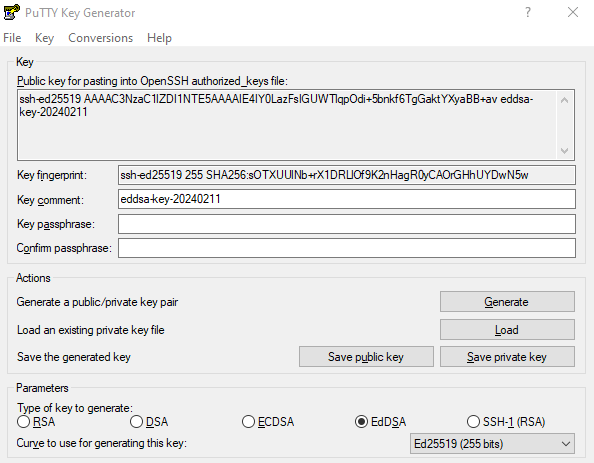 PuTTY Key Generator
?
File Key Conversions Help
Key
Public key for pasting into OpenSSH authorized_keys file:
ssh-ed25519 AAAAC3NzaC1lZDI1NTE5AAAAIE4IY0LazFslGUWTlqpOdi+5bnkf6TgGaktYXyaBB+av eddsa-
key-20240211
Key fingerprint: ssh-ed25519 255 SHA256:sOTXUUlNb+rX1DRLlOf9K2nHagR0yCAOrGHhUYDwN5w
Key comment: eddsa-key-20240211
Key passphrase:
Confirm passphrase:
Actions
Generate a public/private key pair Generate
Load an existing private key file Load
Save the generated key Save public key Save private key
Parameters
Type of key to generate:
RSA DSA ECDSA EdDSA SSH-1 (RSA)
Curve to use for generating this key: Ed25519 (255 bits)